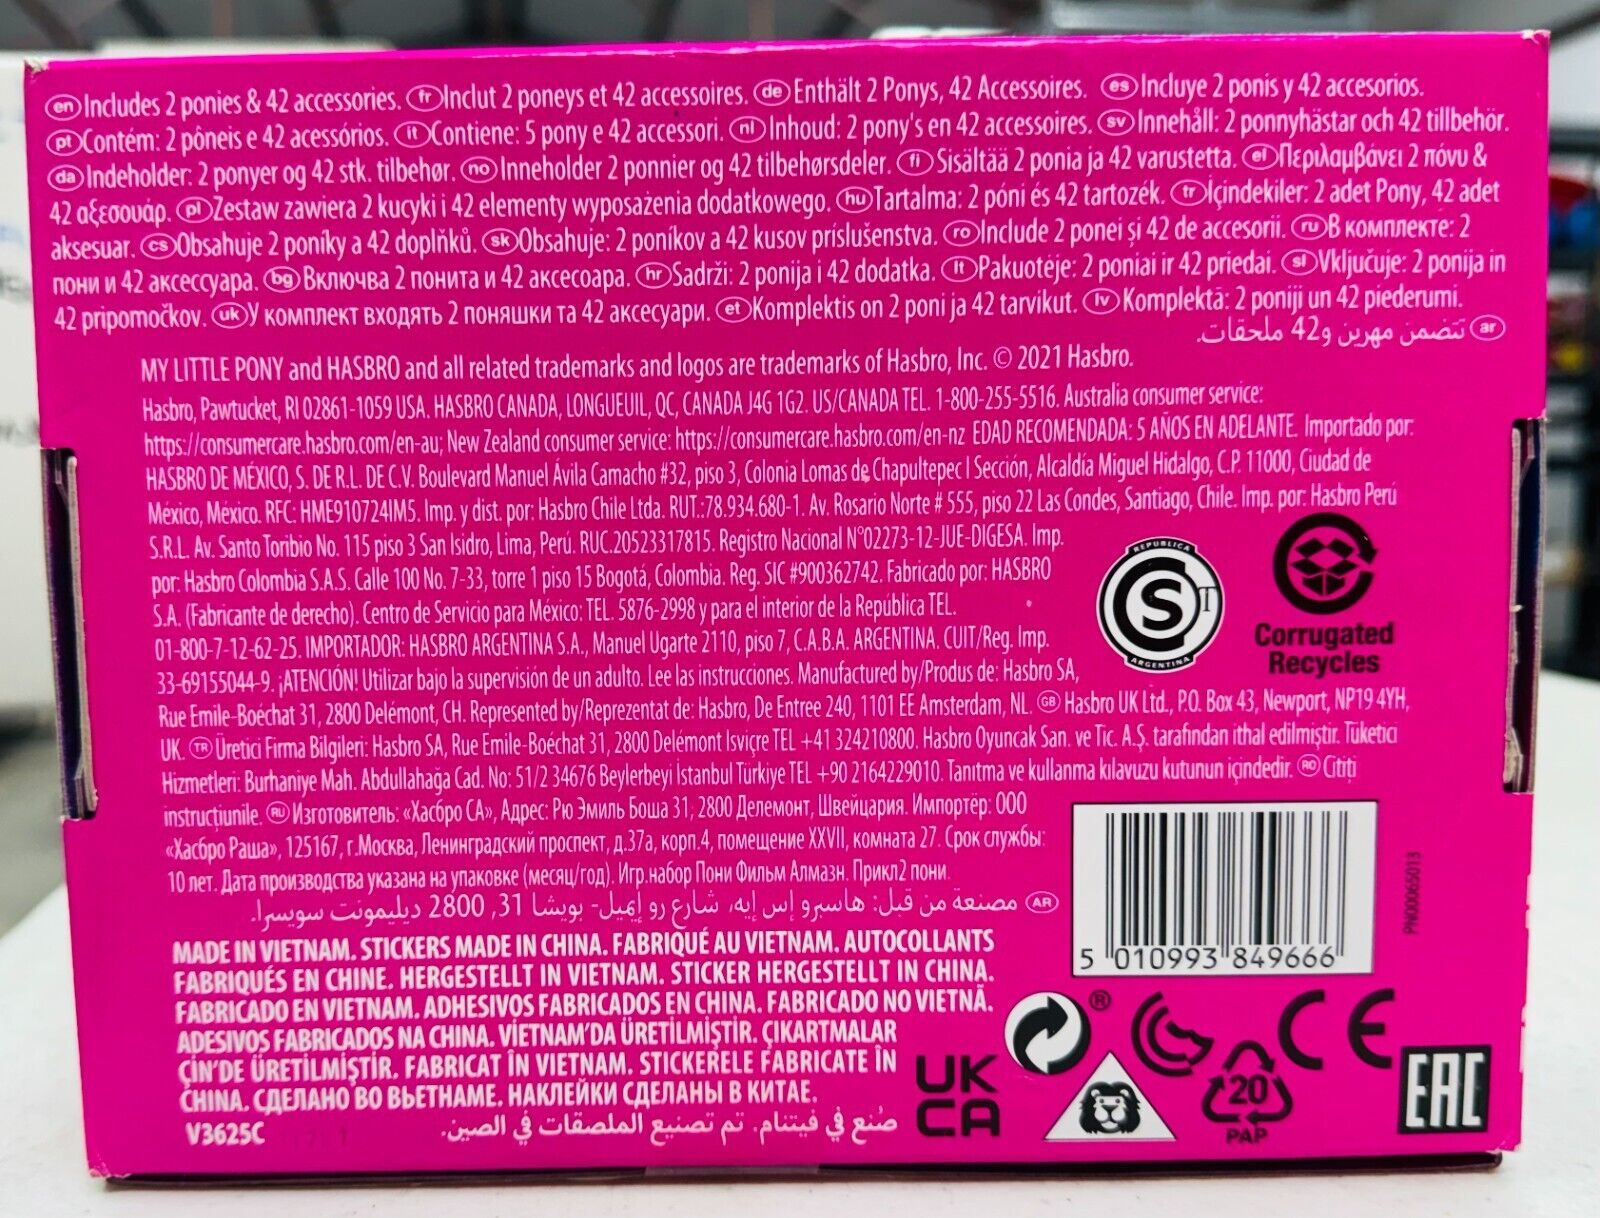 en Includes 2 ponies & 42 accessories. fr Inclut 2 poneys et 42 accessoires. de Enthält 2 Ponys, 42 Accessoires. es Incluye 2 ponis y 42 accesorios.
pt Contém: 2 pôneis e 42 acessórios. it Contiene: 5 pony e 42 accessori. nl Inhoud: 2 pony's en 42 accessoires. sv Innehåll: 2 ponnyhästar och 42 tillbehör.
da Indeholder: 2 ponyer og 42 stk. tilbehør. no Inneholder 2 ponnier og 42 tilbehørsdeler. fi Sisältää 2 ponia ja 42 varustetta. el Περιλαμβάνει 2 πόνυ &
42 αξεσουάρ. pl Zestaw zawiera 2 kucyki i 42 elementy wyposażenia dodatkowego. hu Tartalma: 2 póni és 42 tartozék. tr İçindekiler: 2 adet Pony, 42 adet
aksesuar. cs Obsahuje 2 poníky a 42 doplňků. sk Obsahuje: 2 poníkov a 42 kusov príslušenstva. ro Include 2 ponei și 42 de accesorii. ru В комплекте: 2
пони и 42 аксессуара. bg Включва 2 понита и 42 аксесоара. hr Sadrži: 2 ponija i 42 dodatka. lt Pakuotėje: 2 poniai ir 42 priedai. sl Vključuje: 2 ponija in
42 pripomočkov. uk У комплект входять 2 поняшки та 42 аксесуари. et Komplektis on 2 poni ja 42 tarvikut. lv Komplektā: 2 poniji un 42 piederumi.
ar تتضمن مهرين و42 ملحقات.
MY LITTLE PONY and HASBRO and all related trademarks and logos are trademarks of Hasbro, Inc. © 2021 Hasbro.
Hasbro, Pawtucket, RI 02861-1059 USA. HASBRO CANADA, LONGUEUIL, QC, CANADA J4G 1G2. US/CANADA TEL. 1-800-255-5516. Australia consumer service:
https://consumercare.hasbro.com/en-au; New Zealand consumer service: https://consumercare.hasbro.com/en-nz EDAD RECOMENDADA: 5 AÑOS EN ADELANTE. Importado por:
HASBRO DE MÉXICO, S. DE R.L. DE C.V. Boulevard Manuel Ávila Camacho #32, piso 3, Colonia Lomas de Chapultepec I Sección, Alcaldía Miguel Hidalgo, C.P. 11000, Ciudad de
México, México. RFC: HME910724IM5. Imp. y dist. por: Hasbro Chile Ltda. RUT.:78.934.680-1. Av. Rosario Norte # 555, piso 22 Las Condes, Santiago, Chile. Imp. por: Hasbro Perú
S.R.L. Av. Santo Toribio No. 115 piso 3 San Isidro, Lima, Perú. RUC.20523317815. Registro Nacional N°02273-12-JUE-DIGESA. Imp.
por: Hasbro Colombia S.A.S. Calle 100 No. 7-33, torre 1 piso 15 Bogotá, Colombia. Reg. SIC #900362742. Fabricado por: HASBRO
S.A. (Fabricante de derecho). Centro de Servicio para México: TEL. 5876-2998 y para el interior de la República TEL.
01-800-7-12-62-25. IMPORTADOR: HASBRO ARGENTINA S.A., Manuel Ugarte 2110, piso 7, C.A.B.A. ARGENTINA. CUIT/Reg. Imp.
33-69155044-9. ¡ATENCIÓN! Utilizar bajo la supervisión de un adulto. Lee las instrucciones. Manufactured by/Produs de: Hasbro SA,
Rue Emile-Boéchat 31, 2800 Delémont, CH. Represented by/Reprezentat de: Hasbro, De Entree 240, 1101 EE Amsterdam, NL. GB Hasbro UK Ltd., P.O. Box 43, Newport, NP19 4YH,
UK. TR Üretici Firma Bilgileri: Hasbro SA, Rue Emile-Boéchat 31, 2800 Delémont İsviçre TEL +41 324210800. Hasbro Oyuncak San. ve Tic. A.Ş. tarafından ithal edilmiştir. Tüketici
Hizmetleri: Burhaniye Mah. Abdullahağa Cad. No: 51/2 34676 Beylerbeyi İstanbul Türkiye TEL +90 2164229010. Tanıtma ve kullanma kılavuzu kutunun içindedir. RO Citiți
instrucțiunile. RU Изготовитель: «Хасбро СА», Адрес: Рю Эмиль Боша 31, 2800 Делемонт, Швейцария. Импортёр: ООО
«Хасбро Раша», 125167, г.Москва, Ленинградский проспект, д.37а, корп.4, помещение XXVII, комната 27. Срок службы:
10 лет. Дата производства указана на упаковке (месяц/год). Игр.набор Пони Фильм Алмазн. Прикл2 пони
AR مصنعة من قبل: هاسبرو إس إيه، شارع رو إيميل- بويشا 31, 2800 ديليمونت سويسرا.
MADE IN VIETNAM. STICKERS MADE IN CHINA. FABRIQUÉ AU VIETNAM. AUTOCOLLANTS
FABRIQUÉS EN CHINE. HERGESTELLT IN VIETNAM. STICKER HERGESTELLT IN CHINA.
FABRICADO EN VIETNAM. ADHESIVOS FABRICADOS EN CHINA. FABRICADO NO VIETNÃ.
ADESIVOS FABRICADOS NA CHINA. VİETNAM'DA ÜRETİLMİŞTİR. ÇIKARTMALAR
ÇİN'DE ÜRETİLMİŞTİR. FABRICAT ÎN VIETNAM. STICKERELE FABRICATE ÎN
CHINA. СДЕЛАНО ВО ВЬЕТНАМЕ. НАКЛЕЙКИ СДЕЛАНЫ В КИТАЕ.
صُنع في فيتنام. تم تصنيع الملصقات في الصين.
V3625C
REPUBLICA
S T
ARGENTINA
Corrugated
Recycles
5 010993 849666
PN00065013
UK
CA
®
CE
20
PAP
EAC